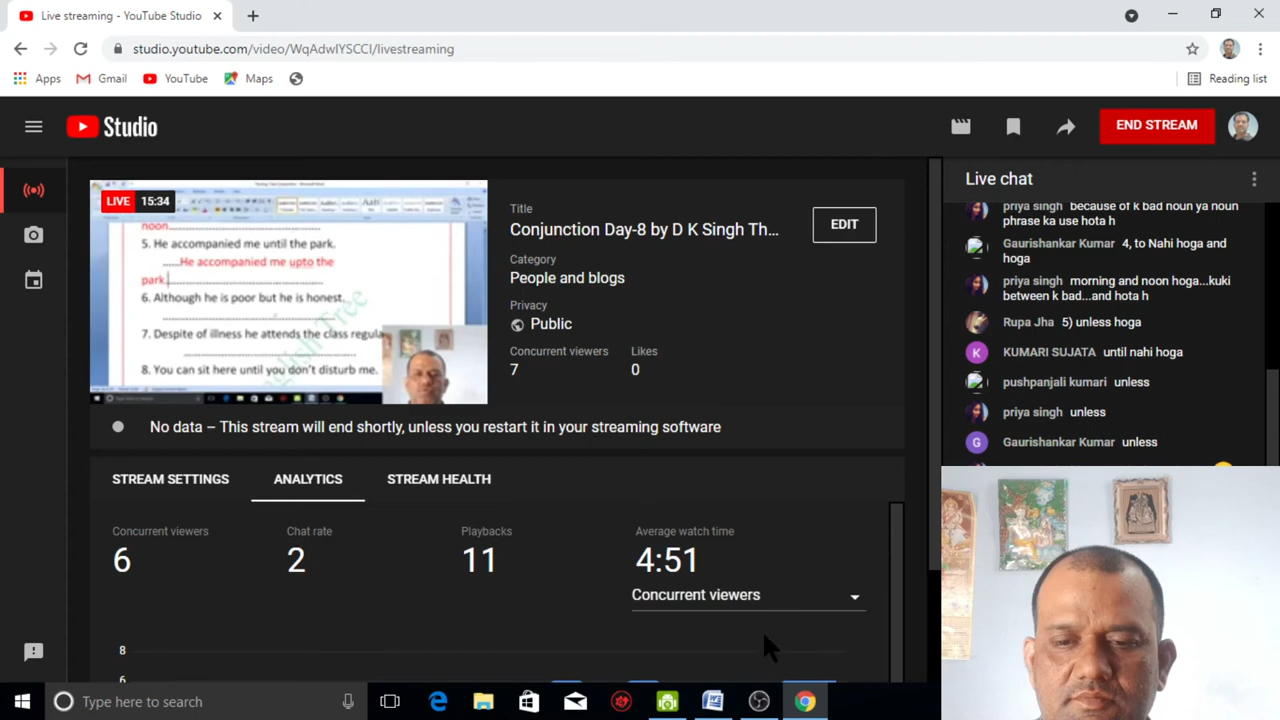 Live streaming - YouTube Studio
studio.youtube.com/video/WqAdwIYSCCI/livestreaming
Apps Gmail YouTube Maps Reading list
Studio
END STREAM
LIVE 15:34
noon
5. He accompanied me until the park.
He accompanied me upto the
park.
6. Although he is poor but he is honest.
7. Despite of illness he attends the class regula
8. You can sit here until you don't disturb me.
Title
Conjunction Day-8 by D K Singh Th...
EDIT
Category
People and blogs
Privacy
Public
Concurrent viewers Likes
7 0
No data – This stream will end shortly, unless you restart it in your streaming software
STREAM SETTINGS ANALYTICS STREAM HEALTH
Concurrent viewers Chat rate Playbacks Average watch time
6 2 11 4:51
Concurrent viewers
8
6
Live chat
priya singh because of k bad noun ya noun
phrase ka use hota h
Gaurishankar Kumar 4, to Nahi hoga and
hoga
priya singh morning and noon hoga...kuki
between k bad...and hota h
Rupa Jha 5) unless hoga
K KUMARI SUJATA until nahi hoga
pushpanjali kumari unless
priya singh unless
G Gaurishankar Kumar unless
Type here to search